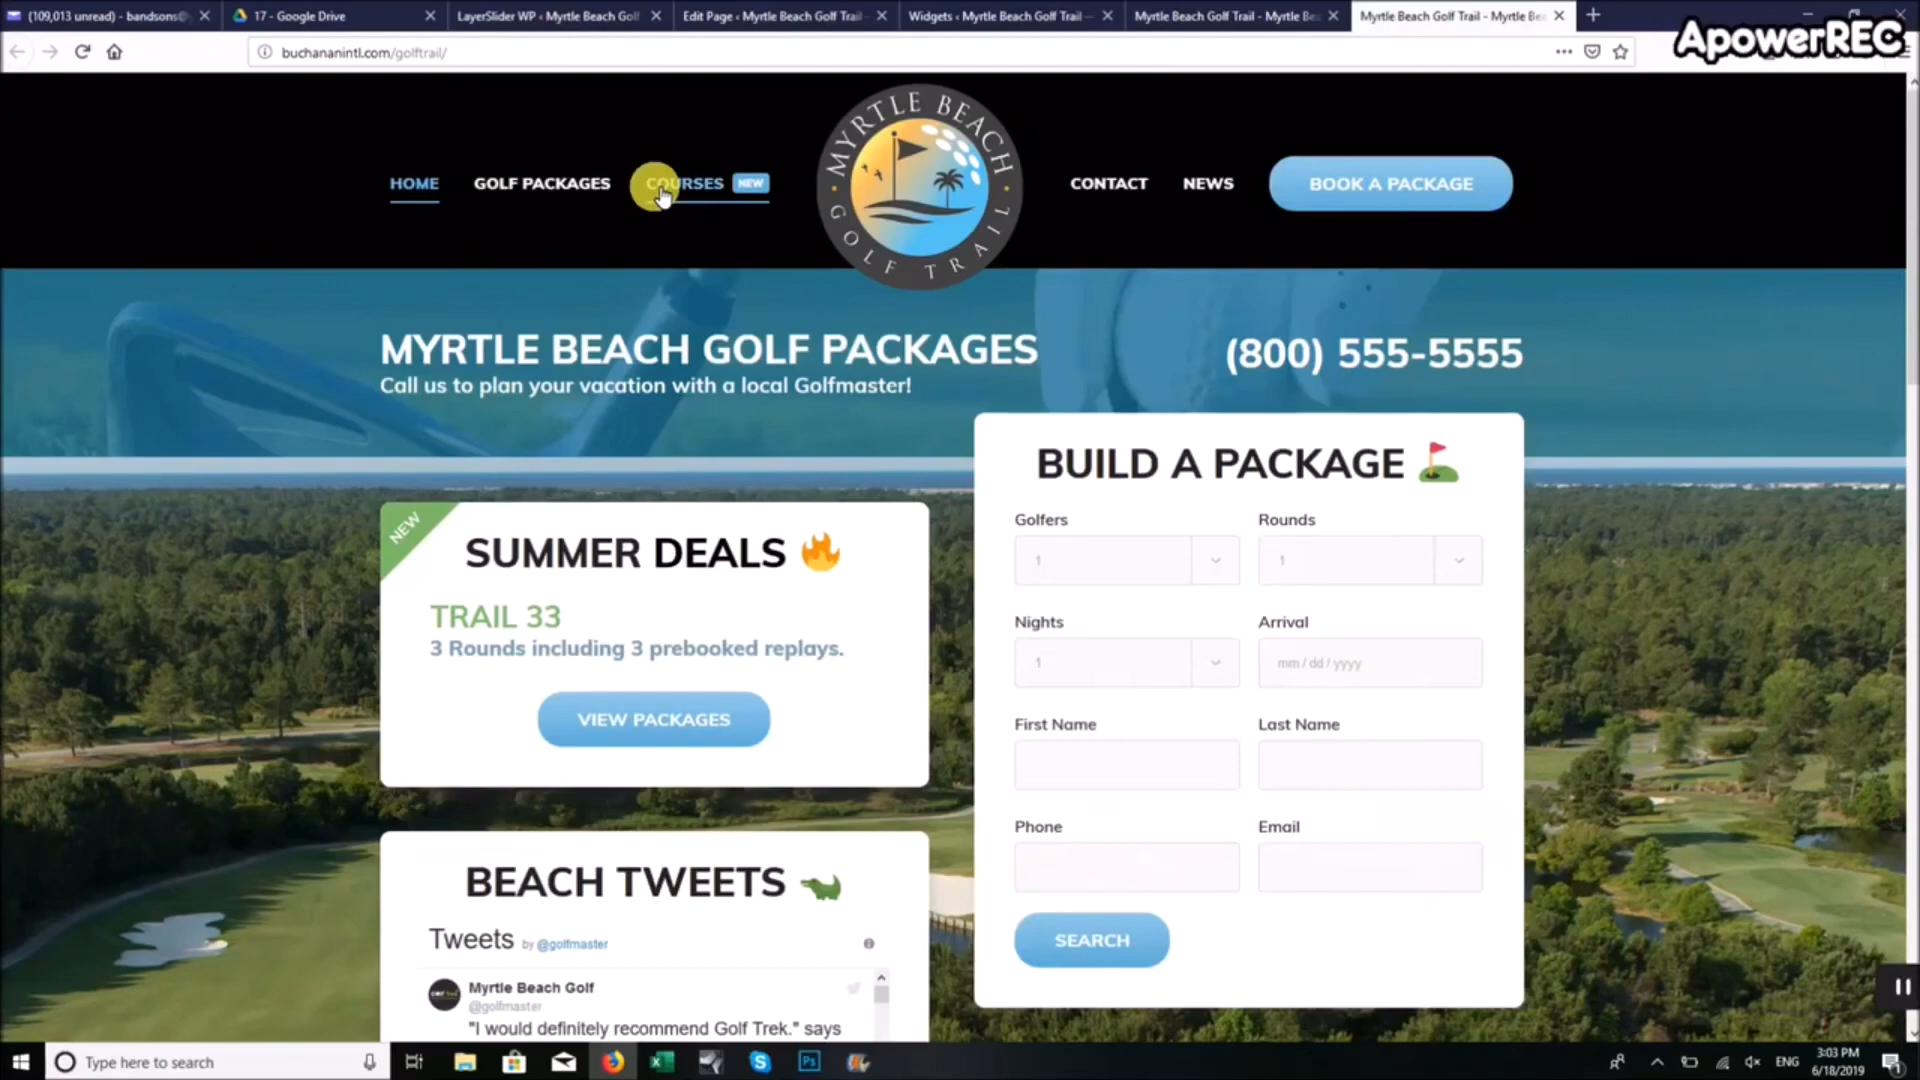 (109,013 unread) - bandsons@
17 - Google Drive
LayerSlider WP ‹ Myrtle Beach Golf
Edit Page ‹ Myrtle Beach Golf Trail —
Widgets ‹ Myrtle Beach Golf Trail —
Myrtle Beach Golf Trail - Myrtle Be
Myrtle Beach Golf Trail - Myrtle Be
ApowerREC
buchananintl.com/golftrail/
HOME
GOLF PACKAGES
COURSES
NEW
MYRTLE BEACH
GOLF TRAIL
CONTACT
NEWS
BOOK A PACKAGE
MYRTLE BEACH GOLF PACKAGES
(800) 555-5555
Call us to plan your vacation with a local Golfmaster!
NEW
SUMMER DEALS
TRAIL 33
3 Rounds including 3 prebooked replays.
VIEW PACKAGES
BEACH TWEETS
Tweets by @golfmaster
Myrtle Beach Golf
@golfmaster
"I would definitely recommend Golf Trek." says
BUILD A PACKAGE
Golfers
Rounds
1
1
Nights
Arrival
1
mm / dd / yyyy
First Name
Last Name
Phone
Email
SEARCH
Type here to search
Ps
ENG
3:03 PM
6/18/2019
1